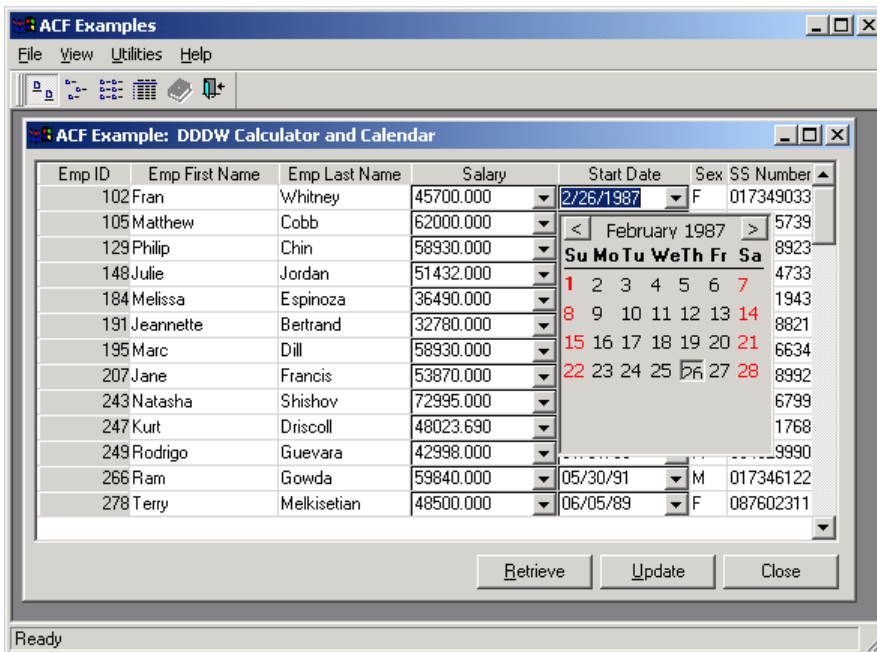 ACF Examples
File View Utilities Help
ACF Example: DDDW Calculator and Calendar
Emp ID Emp First Name Emp Last Name Salary Start Date Sex SS Number
102 Fran Whitney 45700.000 2/26/1987 F 017349033
105 Matthew Cobb 62000.000 5739
< February 1987 >
129 Philip Chin 58930.000 8923
Su Mo Tu We Th Fr Sa
148 Julie Jordan 51432.000 4733
1 2 3 4 5 6 7
184 Melissa Espinoza 36490.000 1943
8 9 10 11 12 13 14
191 Jeannette Bertrand 32780.000 8821
15 16 17 18 19 20 21
195 Marc Dill 58930.000 6634
22 23 24 25 26 27 28
207 Jane Francis 53870.000 8992
243 Natasha Shishov 72995.000 6799
247 Kurt Driscoll 48023.690 1768
249 Rodrigo Guevara 42998.000 9990
266 Ram Gowda 59840.000 05/30/91 M 017346122
278 Terry Melkisetian 48500.000 06/05/89 F 087602311
Retrieve Update Close
Ready